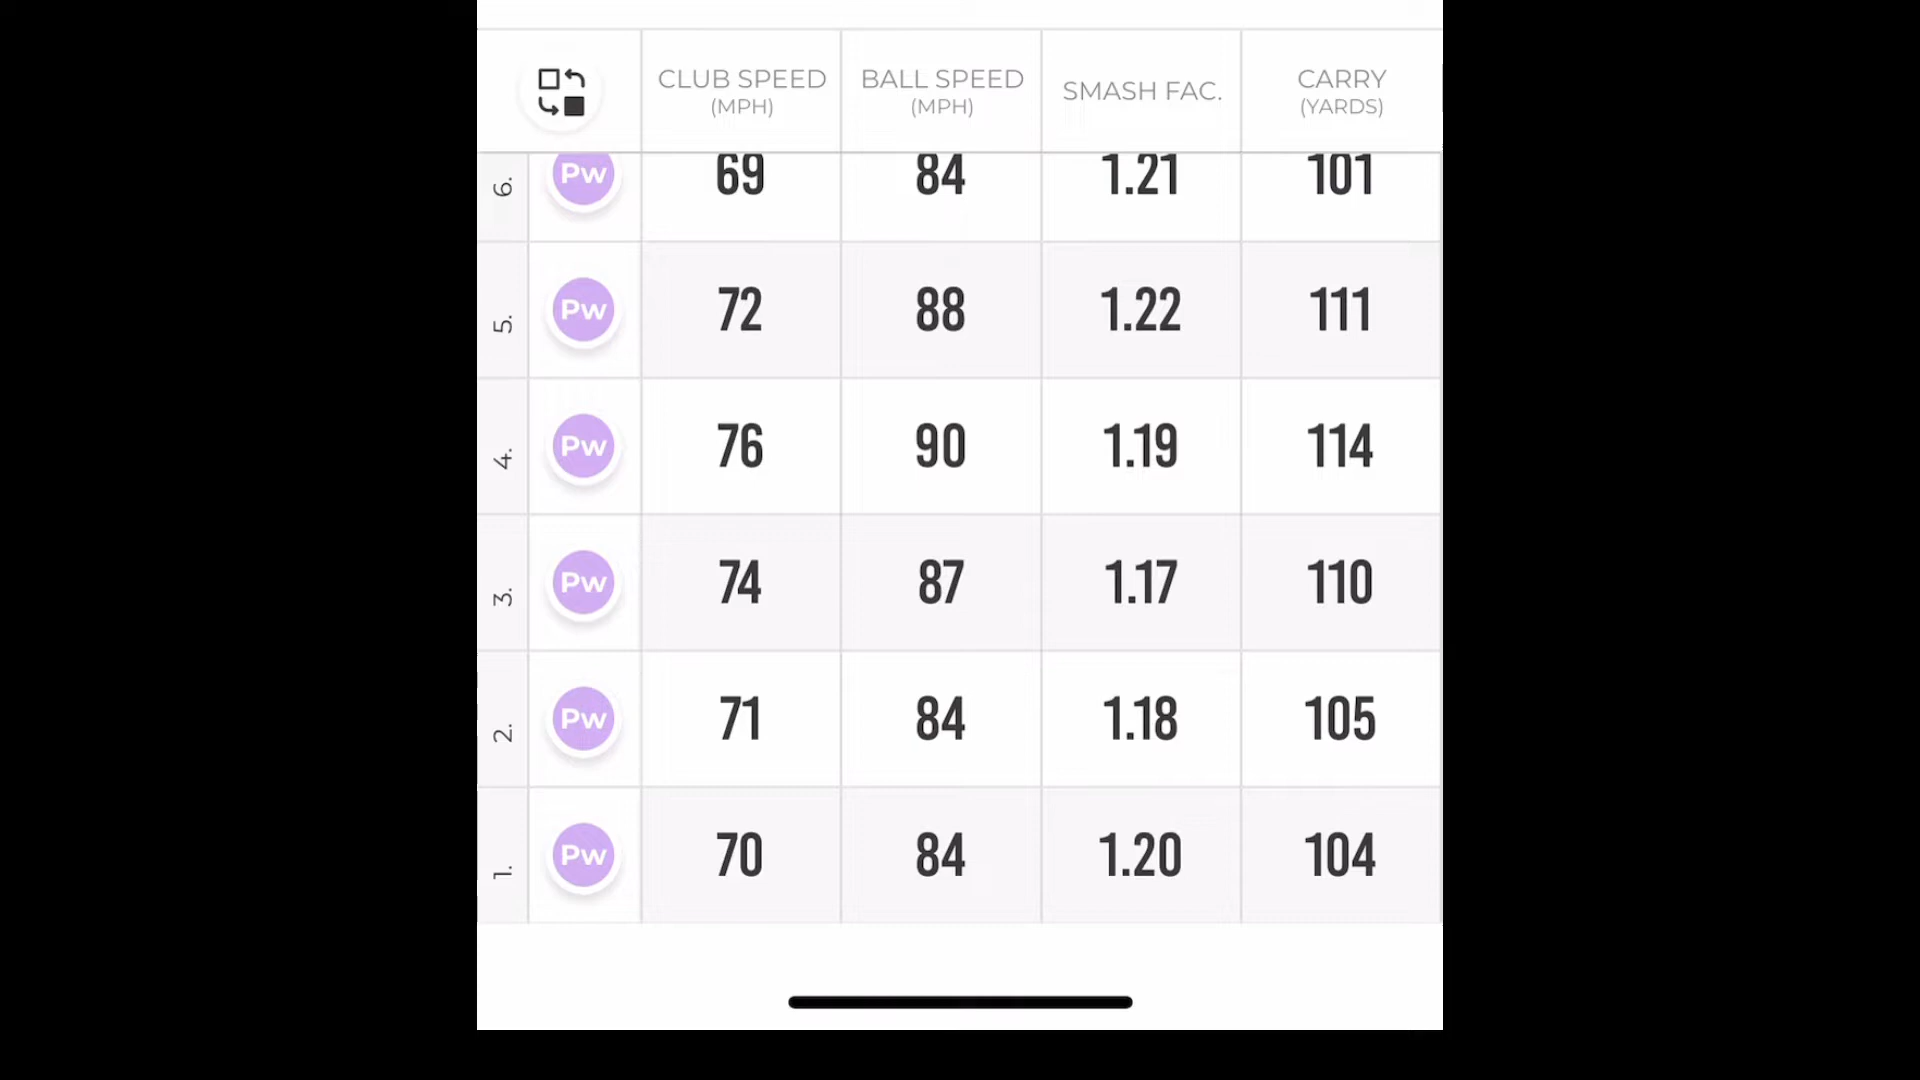 CLUB SPEED BALL SPEED SMASH FAC. CARRY
(MPH) (MPH) (YARDS)
6. Pw 69 84 1.21 101
5. Pw 72 88 1.22 111
4. Pw 76 90 1.19 114
3. Pw 74 87 1.17 110
2. Pw 71 84 1.18 105
1. Pw 70 84 1.20 104